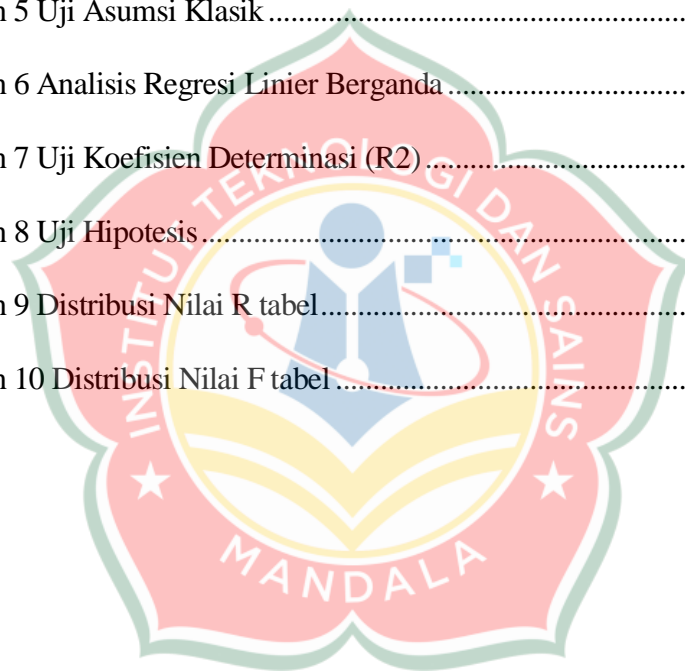 n 5 Uji Asumsi Klasik ..........................................................
n 6 Analisis Regresi Linier Berganda ................................
n 7 Uji Koefisien Determinasi (R2) ...................................
n 8 Uji Hipotesis ..................................................................
n 9 Distribusi Nilai R tabel ..................................................
n 10 Distribusi Nilai F tabel ................................................
INSTITUT TEKNOLOGI DAN SAINS
MANDALA